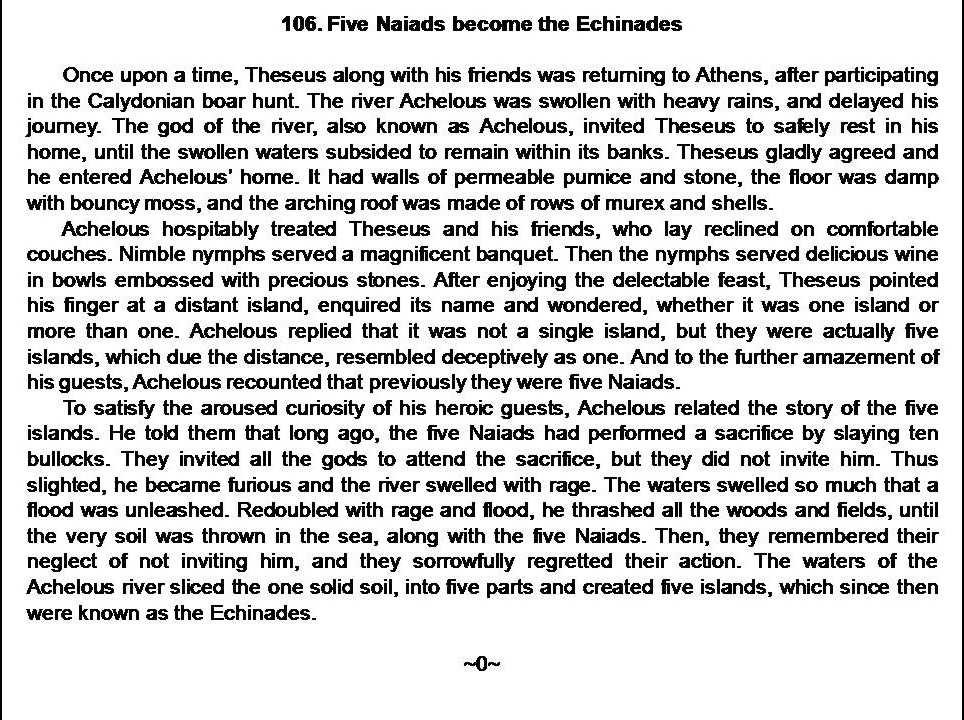 106. Five Naiads become the Echinades
Once upon a time, Theseus along with his friends was returning to Athens, after participating
in the Calydonian boar hunt. The river Achelous was swollen with heavy rains, and delayed his
journey. The god of the river, also known as Achelous, invited Theseus to safely rest in his
home, until the swollen waters subsided to remain within its banks. Theseus gladly agreed and
he entered Achelous' home. It had walls of permeable pumice and stone, the floor was damp
with bouncy moss, and the arching roof was made of rows of murex and shells.
Achelous hospitably treated Theseus and his friends, who lay reclined on comfortable
couches. Nimble nymphs served a magnificent banquet. Then the nymphs served delicious wine
in bowls embossed with precious stones. After enjoying the delectable feast, Theseus pointed
his finger at a distant island, enquired its name and wondered, whether it was one island or
more than one. Achelous replied that it was not a single island, but they were actually five
islands, which due the distance, resembled deceptively as one. And to the further amazement of
his guests, Achelous recounted that previously they were five Naiads.
To satisfy the aroused curiosity of his heroic guests, Achelous related the story of the five
islands. He told them that long ago, the five Naiads had performed a sacrifice by slaying ten
bullocks. They invited all the gods to attend the sacrifice, but they did not invite him. Thus
slighted, he became furious and the river swelled with rage. The waters swelled so much that a
flood was unleashed. Redoubled with rage and flood, he thrashed all the woods and fields, until
the very soil was thrown in the sea, along with the five Naiads. Then, they remembered their
neglect of not inviting him, and they sorrowfully regretted their action. The waters of the
Achelous river sliced the one solid soil, into five parts and created five islands, which since then
were known as the Echinades.
~0~